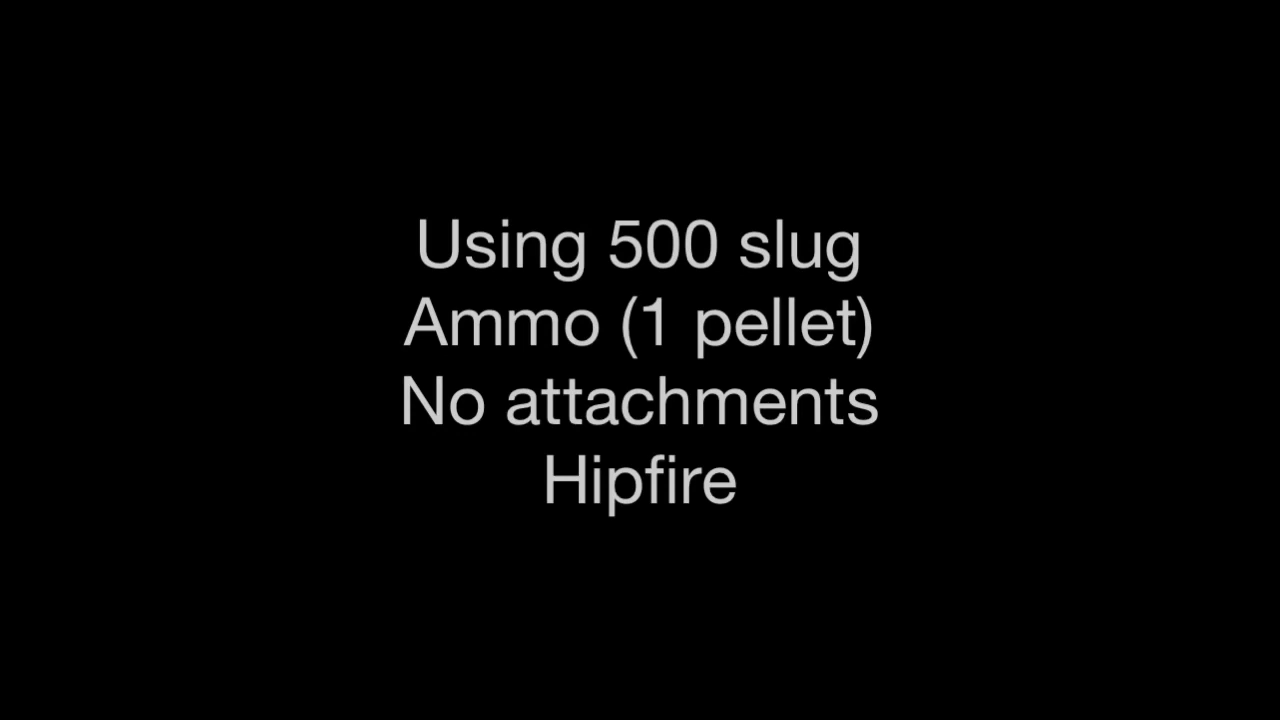 Using 500 slug
Ammo (1 pellet)
No attachments
Hipfire